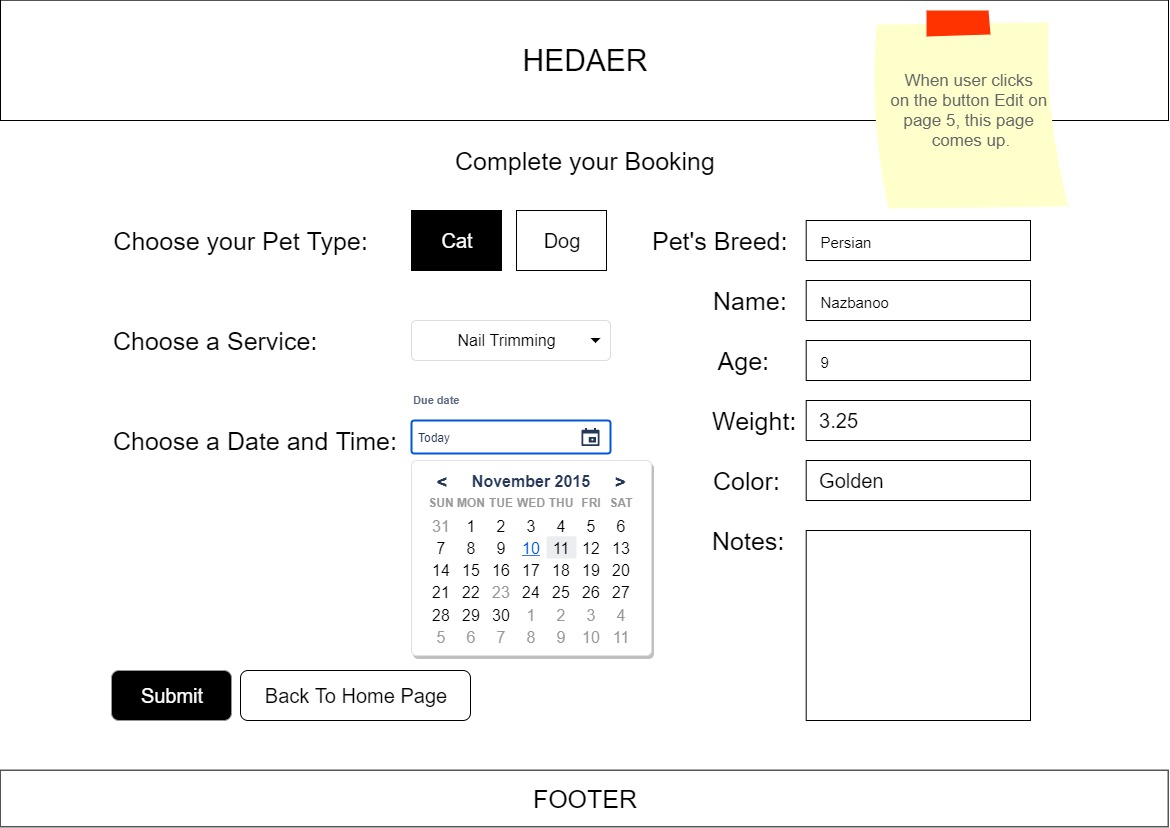 HEDAER
When user clicks
on the button Edit on
page 5, this page
comes up.
Complete your Booking
Choose your Pet Type:
Cat
Dog
Choose a Service:
Nail Trimming
Due date
Choose a Date and Time:
Today
< November 2015 >
SUN MON TUE WED THU FRI SAT
31 1 2 3 4 5 6
7 8 9 10 11 12 13
14 15 16 17 18 19 20
21 22 23 24 25 26 27
28 29 30 1 2 3 4
5 6 7 8 9 10 11
Pet's Breed:
Persian
Name:
Nazbanoo
Age:
9
Weight:
3.25
Color:
Golden
Notes:
Submit
Back To Home Page
FOOTER